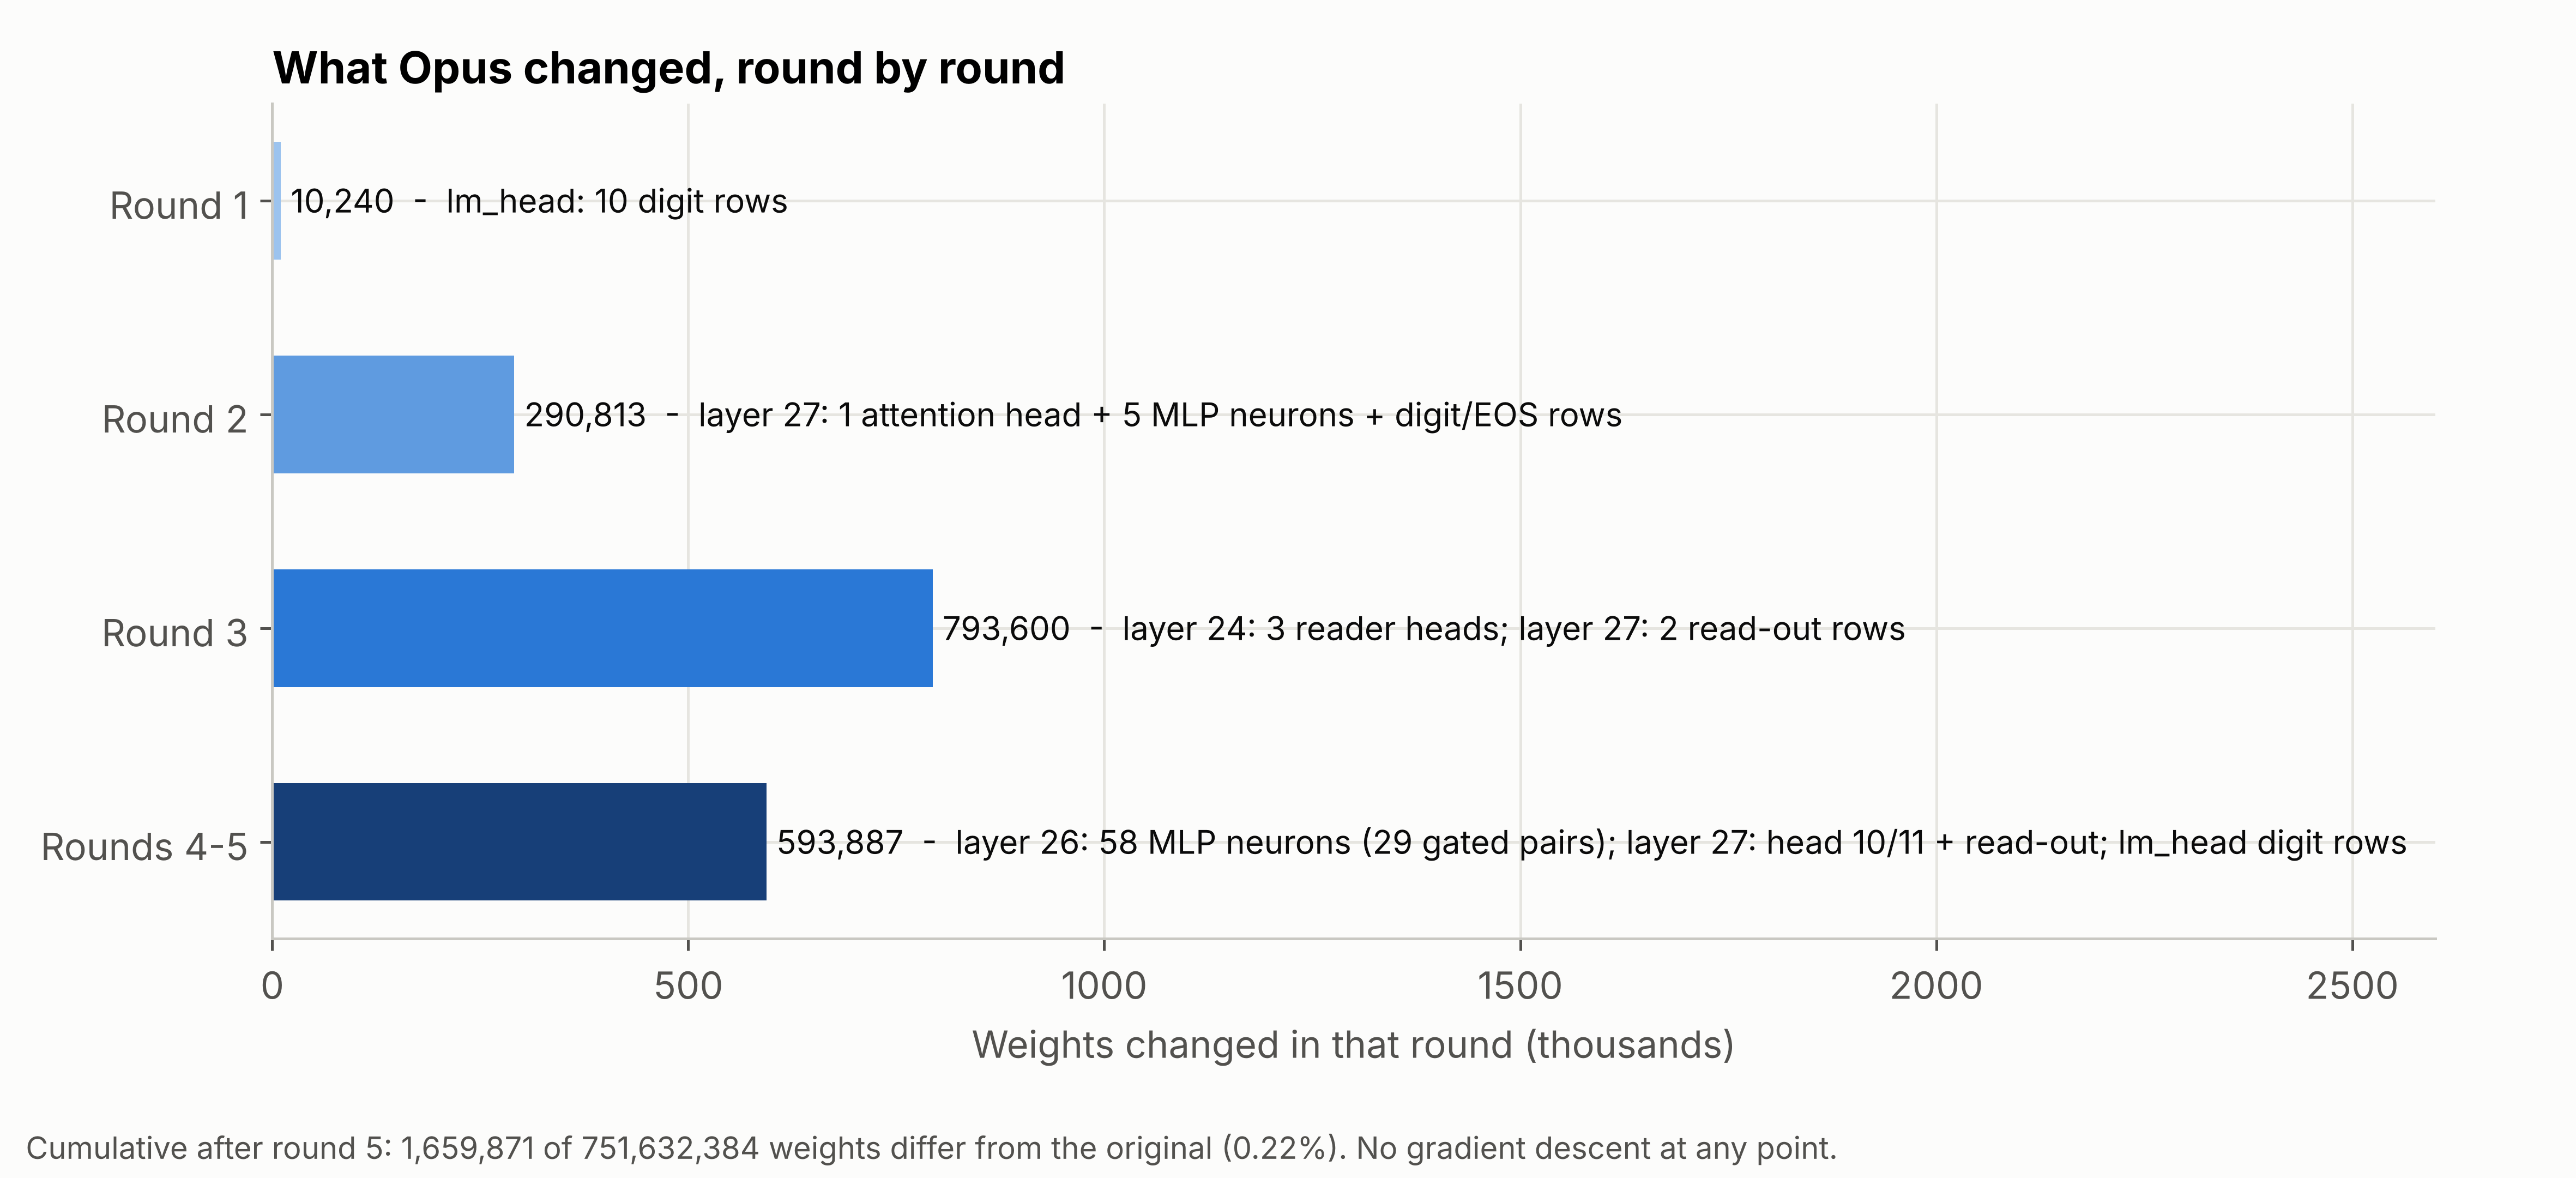 What Opus changed, round by round
Round 1
10,240 - lm_head: 10 digit rows
Round 2
290,813 - layer 27: 1 attention head + 5 MLP neurons + digit/EOS rows
Round 3
793,600 - layer 24: 3 reader heads; layer 27: 2 read-out rows
Rounds 4-5
593,887 - layer 26: 58 MLP neurons (29 gated pairs); layer 27: head 10/11 + read-out; lm_head digit rows
0 500 1000 1500 2000 2500
Weights changed in that round (thousands)
Cumulative after round 5: 1,659,871 of 751,632,384 weights differ from the original (0.22%). No gradient descent at any point.